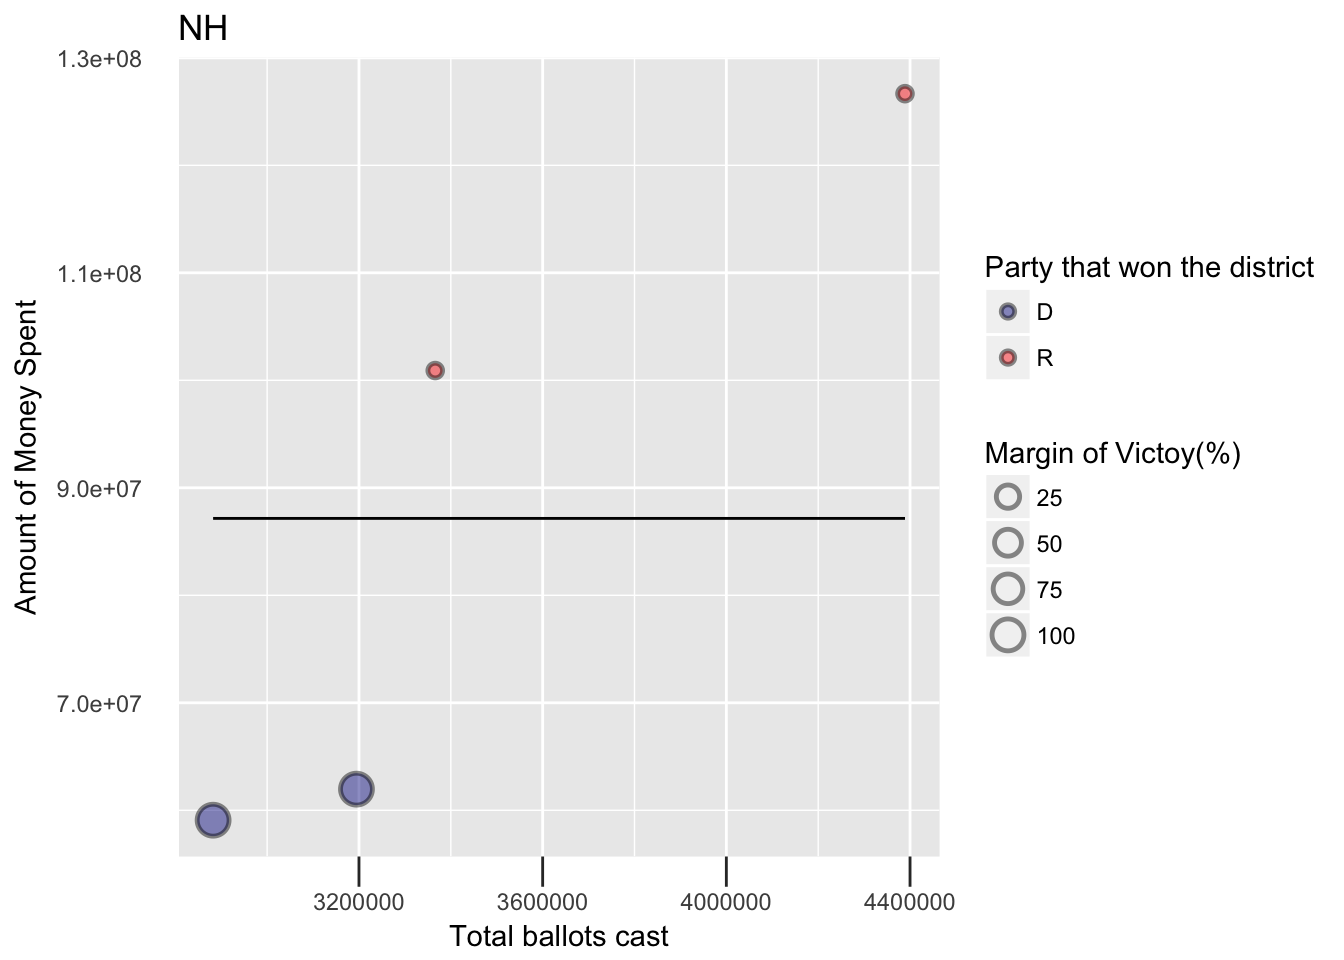 NH
1.3e+08
1.1e+08
9.0e+07
7.0e+07
Amount of Money Spent
3200000 3600000 4000000 4400000
Total ballots cast
Party that won the district
D
R
Margin of Victoy(%)
25
50
75
100